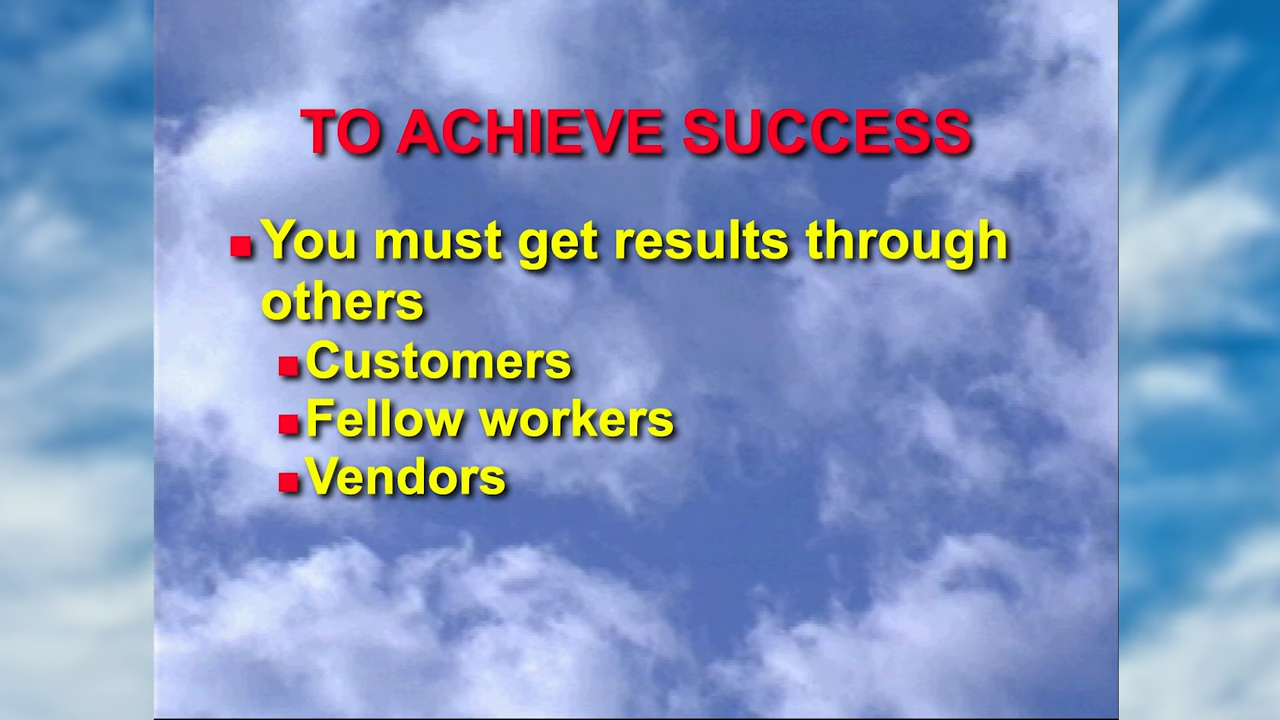 TO ACHIEVE SUCCESS
You must get results through
others
Customers
Fellow workers
Vendors